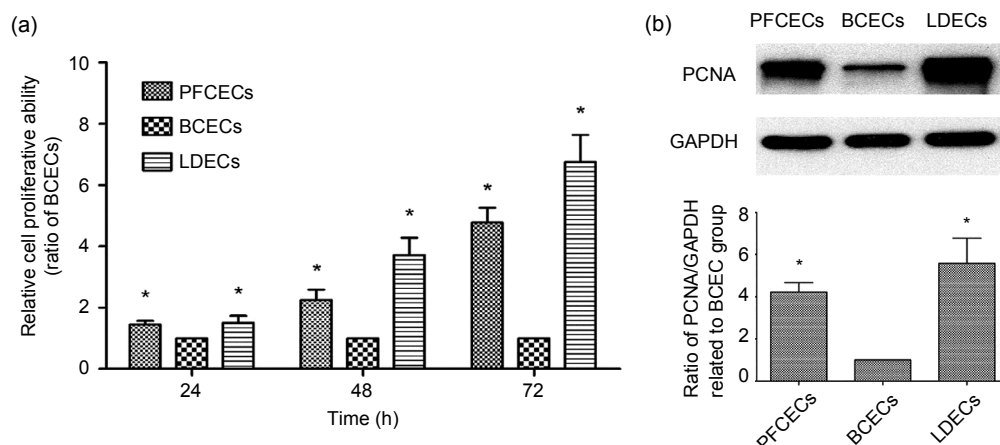 (a)
Relative cell proliferative ability
(ratio of BCECs)
10
8
6
4
2
0
PFCECs
BCECs
LDECs
*
*
*
*
*
*
24
48
72
Time (h)
(b)
PFCECs BCECs LDECs
PCNA
GAPDH
Ratio of PCNA/GAPDH
related to BCEC group
8
6
4
2
0
*
*
PFCECs
BCECs
LDECs